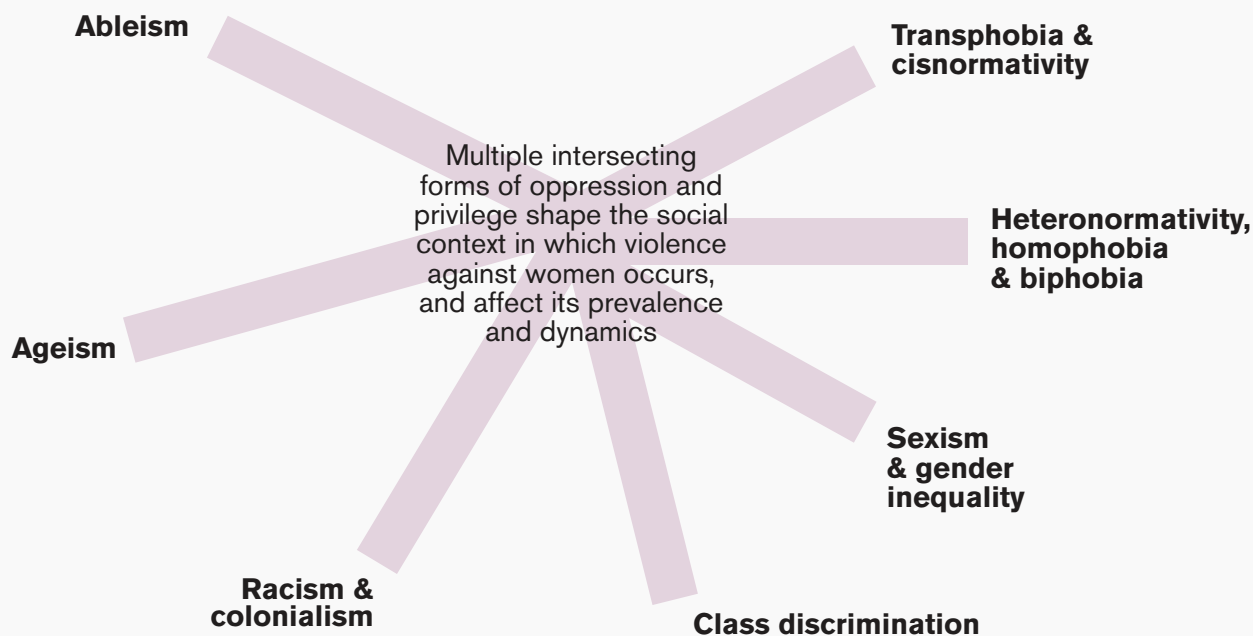 Ableism
Transphobia &
cisnormativity
Multiple intersecting
forms of oppression and
privilege shape the social
context in which violence
against women occurs,
and affect its prevalence
and dynamics
Heteronormativity,
homophobia
& biphobia
Ageism
Sexism
& gender
inequality
Racism &
colonialism
Class discrimination